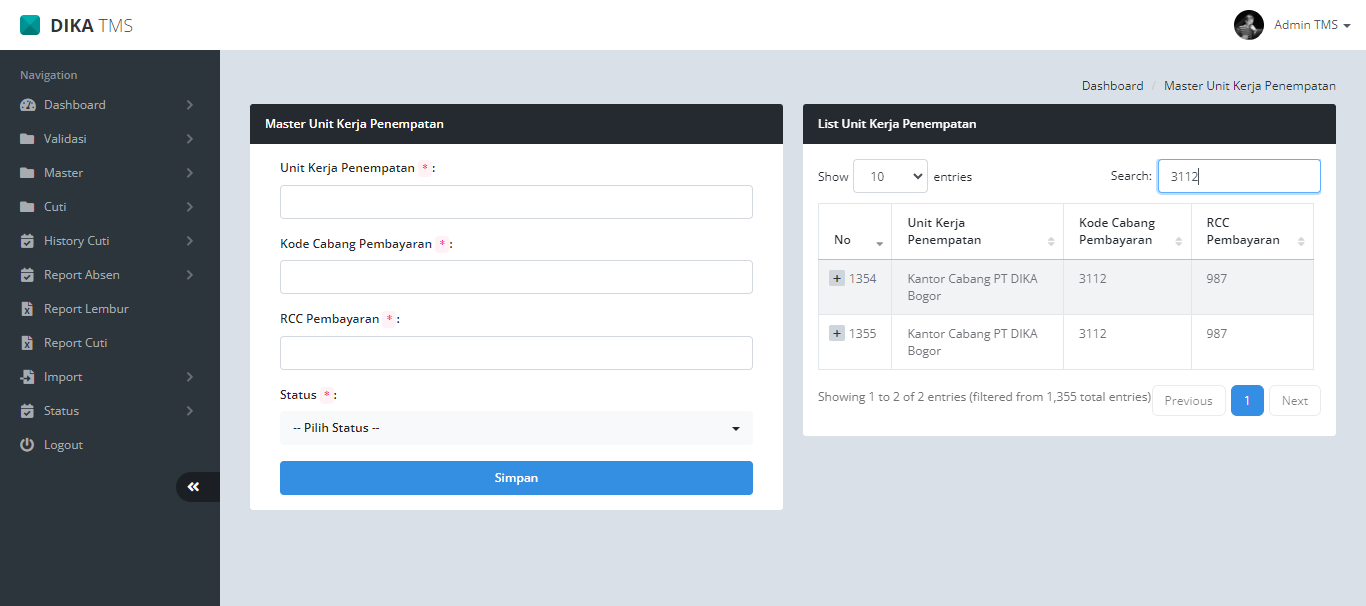 DIKA TMS
Admin TMS
Navigation
Dashboard
Validasi
Master
Cuti
History Cuti
Report Absen
Report Lembur
Report Cuti
Import
Status
Logout
Dashboard / Master Unit Kerja Penempatan
Master Unit Kerja Penempatan
Unit Kerja Penempatan * :
Kode Cabang Pembayaran * :
RCC Pembayaran * :
Status * :
-- Pilih Status --
Simpan
List Unit Kerja Penempatan
Show 10 entries Search: 3112
No Unit Kerja Penempatan Kode Cabang Pembayaran RCC Pembayaran
1354 Kantor Cabang PT DIKA Bogor 3112 987
1355 Kantor Cabang PT DIKA Bogor 3112 987
Showing 1 to 2 of 2 entries (filtered from 1,355 total entries) Previous 1 Next